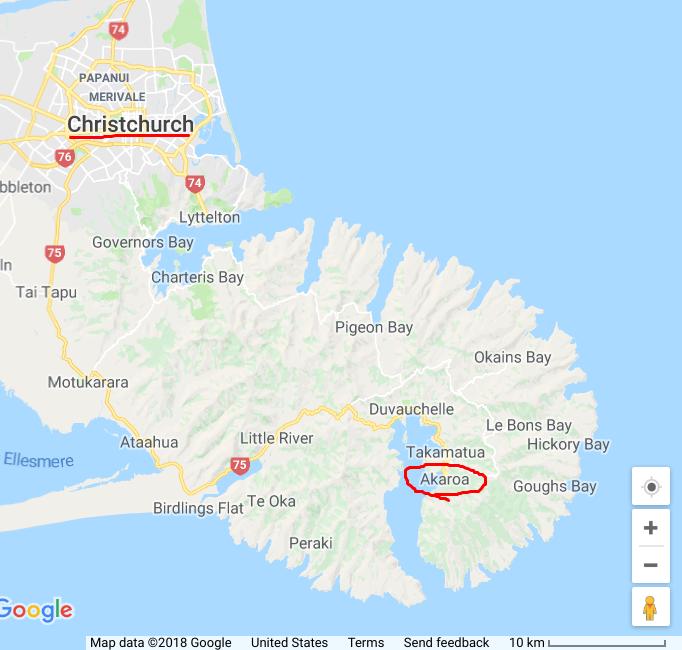 74
PAPANUI
MERIVALE
Christchurch
76
bbleton
74
Lyttelton
Governors Bay
75
ln
Charteris Bay
Tai Tapu
Pigeon Bay
Okains Bay
Motukarara
Duvauchelle
Le Bons Bay
Little River
Ataahua
Hickory Bay
Takamatua
Ellesmere
75
Akaroa
Goughs Bay
Te Oka
Birdlings Flat
Peraki
Google
Map data ©2018 Google United States Terms Send feedback 10 km